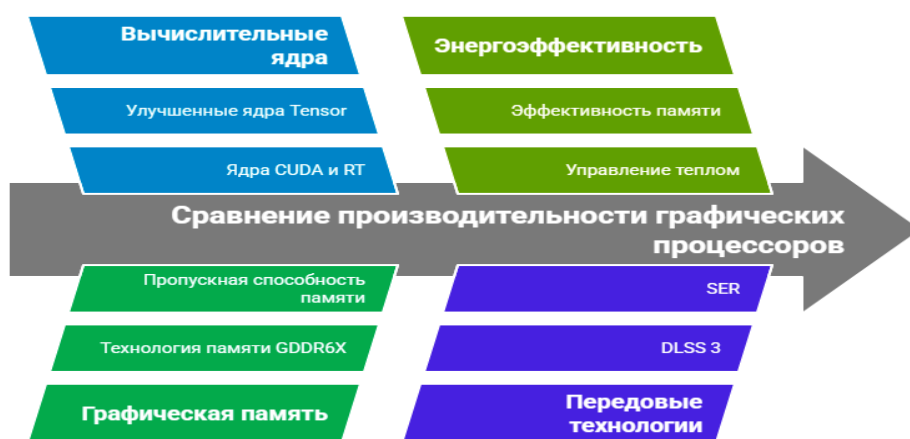 Вычислительные
ядра
Улучшенные ядра Tensor
Ядра CUDA и RT
Энергоэффективность
Эффективность памяти
Управление теплом
Сравнение производительности графических
процессоров
Пропускная способность
памяти
Технология памяти GDDR6X
Графическая память
SER
DLSS 3
Передовые
технологии